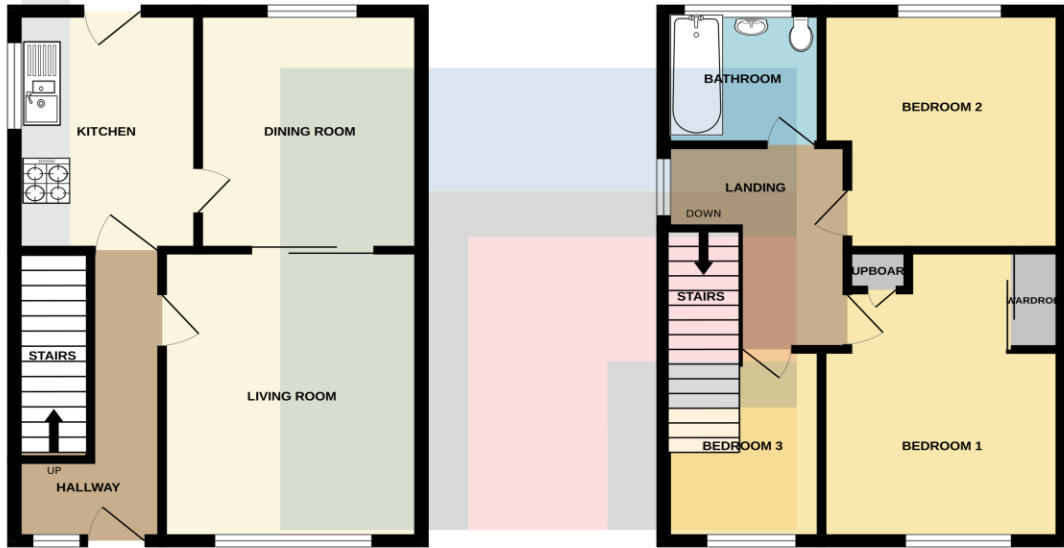 KITCHEN
DINING ROOM
STAIRS
LIVING ROOM
UP
HALLWAY
BATHROOM
BEDROOM 2
LANDING
DOWN
UPBOAR
WARDROB
STAIRS
BEDROOM 3
BEDROOM 1